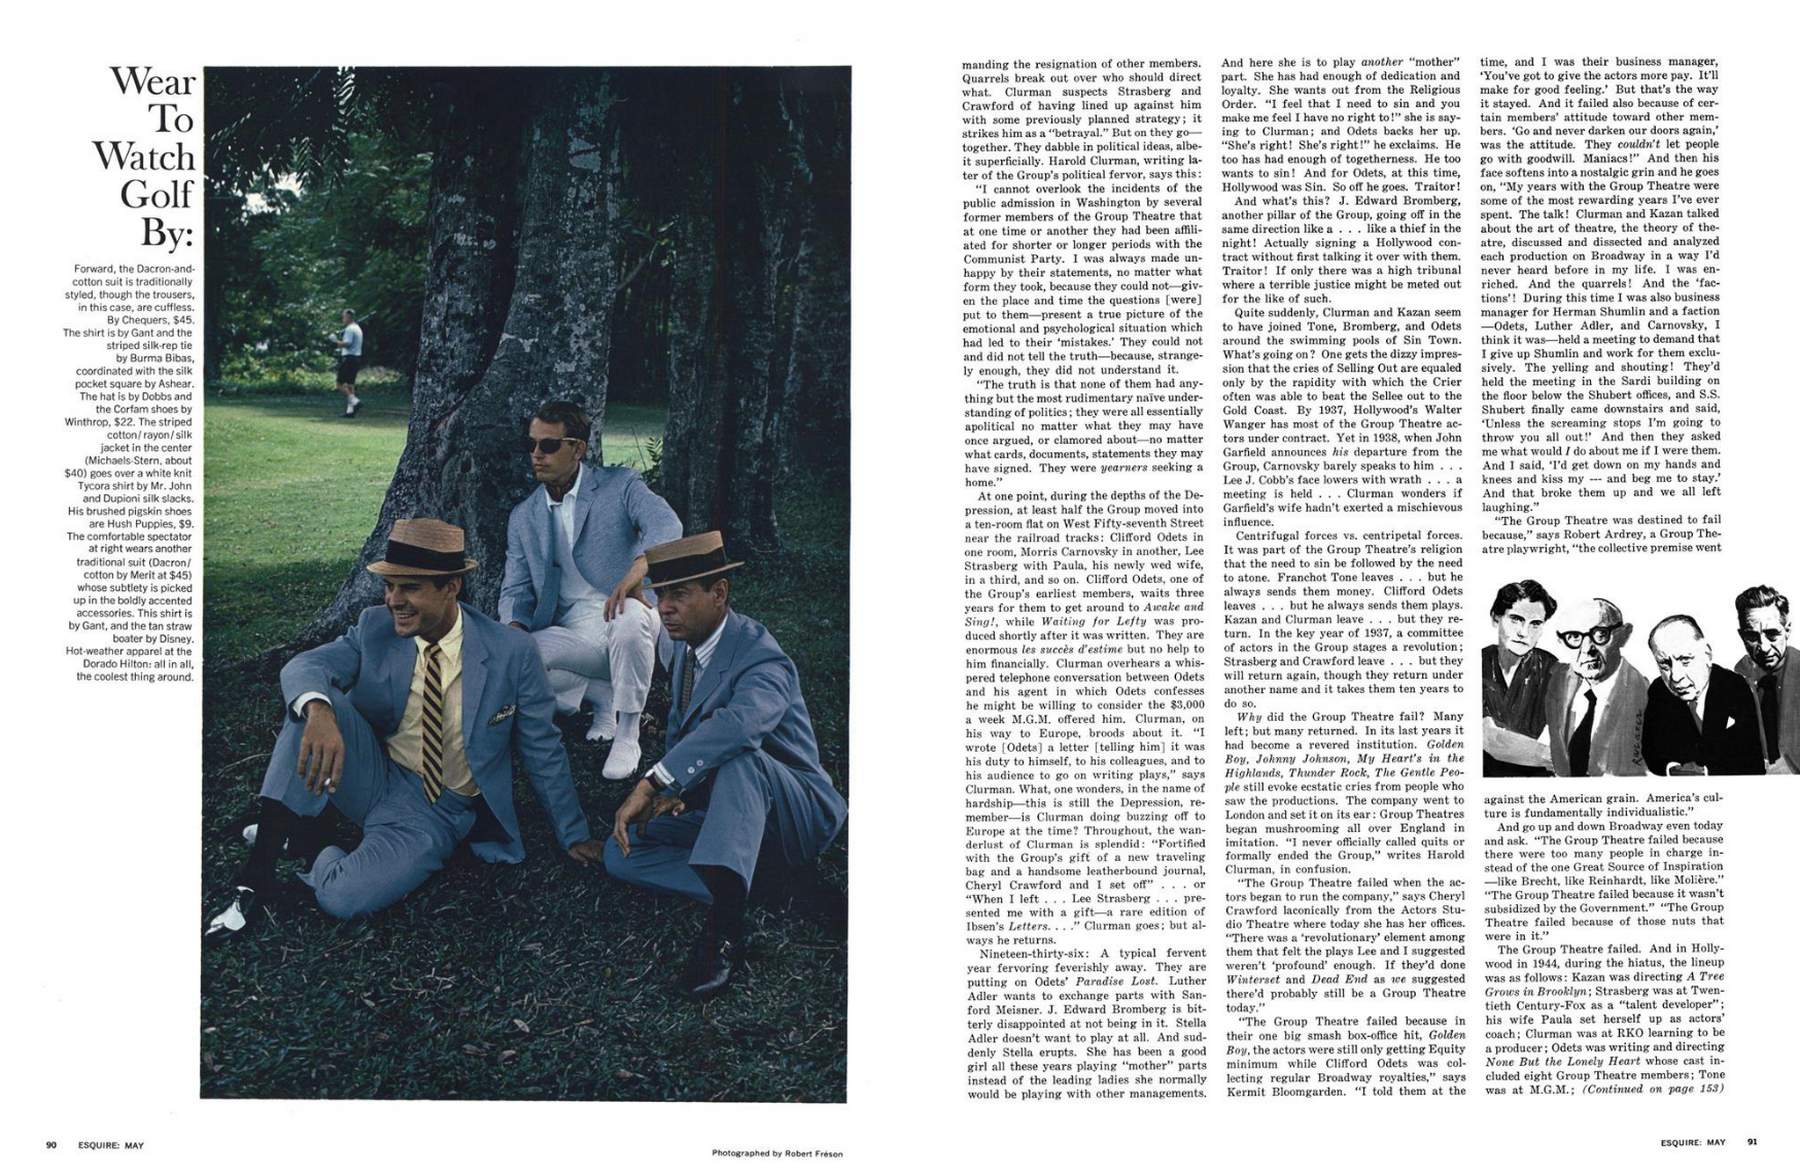 Wear
To
Watch
Golf
By:
Forward, the Dacron-and-
cotton suit is traditionally
styled, though the trousers,
in this case, are cuffless.
By Chequers, $45.
The shirt is by Gant and the
striped silk-rep tie
by Burma Bibas,
coordinated with the silk
pocket square by Ashear.
The hat is by Dobbs and
the Corfam shoes by
Winthrop, $22. The striped
cotton/rayon/silk
jacket in the center
(Michaels-Stern, about
$40) goes over a white knit
Tycora shirt by Mr. John
and Dupioni silk slacks.
His brushed pigskin shoes
are Hush Puppies, $9.
The comfortable spectator
at right wears another
traditional suit (Dacron/
cotton by Merit at $45)
whose subtlety is picked
up in the boldly accented
accessories. This shirt is
by Gant, and the tan straw
boater by Disney.
Hot-weather apparel at the
Dorado Hilton: all in all,
the coolest thing around.
90 ESQUIRE: MAY
Photographed by Robert Fréson
manding the resignation of other members.
Quarrels break out over who should direct
what. Clurman suspects Strasberg and
Crawford of having lined up against him
with some previously planned strategy; it
strikes him as a "betrayal." But on they go—
together. They dabble in political ideas, albe-
it superficially. Harold Clurman, writing la-
ter of the Group's political fervor, says this:
"I cannot overlook the incidents of the
public admission in Washington by several
former members of the Group Theatre that
at one time or another they had been affili-
ated for shorter or longer periods with the
Communist Party. I was always made un-
happy by their statements, no matter what
form they took, because they could not—giv-
en the place and time the questions [were]
put to them—present a true picture of the
emotional and psychological situation which
had led to their 'mistakes.' They could not
and did not tell the truth—because, strange-
ly enough, they did not understand it.
"The truth is that none of them had any-
thing but the most rudimentary naïve under-
standing of politics; they were all essentially
apolitical no matter what they may have
once argued, or clamored about—no matter
what cards, documents, statements they may
have signed. They were yearners seeking a
home."
At one point, during the depths of the De-
pression, at least half the Group moved into
a ten-room flat on West Fifty-seventh Street
near the railroad tracks: Clifford Odets in
one room, Morris Carnovsky in another, Lee
Strasberg with Paula, his newly wed wife,
in a third, and so on. Clifford Odets, one of
the Group's earliest members, waits three
years for them to get around to Awake and
Sing!, while Waiting for Lefty was pro-
duced shortly after it was written. They are
enormous les succès d'estime but no help to
him financially. Clurman overhears a whis-
pered telephone conversation between Odets
and his agent in which Odets confesses
he might be willing to consider the $3,000
a week M.G.M. offered him. Clurman, on
his way to Europe, broods about it. "I
wrote [Odets] a letter [telling him] it was
his duty to himself, to his colleagues, and to
his audience to go on writing plays," says
Clurman. What, one wonders, in the name of
hardship—this is still the Depression, re-
member—is Clurman doing buzzing off to
Europe at the time? Throughout, the wan-
derlust of Clurman is splendid: "Fortified
with the Group's gift of a new traveling
bag and a handsome leatherbound journal,
Cheryl Crawford and I set off" . . . or
"When I left . . . Lee Strasberg . . . pre-
sented me with a gift—a rare edition of
Ibsen's Letters. . . ." Clurman goes; but al-
ways he returns.
Nineteen-thirty-six: A typical fervent
year fervoring feverishly away. They are
putting on Odets' Paradise Lost. Luther
Adler wants to exchange parts with San-
ford Meisner. J. Edward Bromberg is bit-
terly disappointed at not being in it. Stella
Adler doesn't want to play at all. And sud-
denly Stella erupts. She has been a good
girl all these years playing "mother" parts
instead of the leading ladies she normally
would be playing with other managements.
And here she is to play another "mother"
part. She has had enough of dedication and
loyalty. She wants out from the Religious
Order. "I feel that I need to sin and you
make me feel I have no right to!" she is say-
ing to Clurman; and Odets backs her up.
"She's right! She's right!" he exclaims. He
too has had enough of togetherness. He too
wants to sin! And for Odets, at this time,
Hollywood was Sin. So off he goes. Traitor!
And what's this? J. Edward Bromberg,
another pillar of the Group, going off in the
same direction like a . . . like a thief in the
night! Actually signing a Hollywood con-
tract without first talking it over with them.
Traitor! If only there was a high tribunal
where a terrible justice might be meted out
for the like of such.
Quite suddenly, Clurman and Kazan seem
to have joined Tone, Bromberg, and Odets
around the swimming pools of Sin Town.
What's going on? One gets the dizzy impres-
sion that the cries of Selling Out are equaled
only by the rapidity with which the Crier
often was able to beat the Sellee out to the
Gold Coast. By 1937, Hollywood's Walter
Wanger has most of the Group Theatre ac-
tors under contract. Yet in 1938, when John
Garfield announces his departure from the
Group, Carnovsky barely speaks to him . . .
Lee J. Cobb's face lowers with wrath . . . a
meeting is held . . . Clurman wonders if
Garfield's wife hadn't exerted a mischievous
influence.
Centrifugal forces vs. centripetal forces.
It was part of the Group Theatre's religion
that the need to sin be followed by the need
to atone. Franchot Tone leaves . . . but he
always sends them money. Clifford Odets
leaves . . . but he always sends them plays.
Kazan and Clurman leave . . . but they re-
turn. In the key year of 1937, a committee
of actors in the Group stages a revolution;
Strasberg and Crawford leave . . . but they
will return again, though they return under
another name and it takes them ten years to
do so.
Why did the Group Theatre fail? Many
left; but many returned. In its last years it
had become a revered institution. Golden
Boy, Johnny Johnson, My Heart's in the
Highlands, Thunder Rock, The Gentle Peo-
ple still evoke ecstatic cries from people who
saw the productions. The company went to
London and set it on its ear: Group Theatres
began mushrooming all over England in
imitation. "I never officially called quits or
formally ended the Group," writes Harold
Clurman, in confusion.
"The Group Theatre failed when the ac-
tors began to run the company," says Cheryl
Crawford laconically from the Actors Stu-
dio Theatre where today she has her offices.
"There was a 'revolutionary' element among
them that felt the plays Lee and I suggested
weren't 'profound' enough. If they'd done
Winterset and Dead End as we suggested
there'd probably still be a Group Theatre
today."
"The Group Theatre failed because in
their one big smash box-office hit, Golden
Boy, the actors were still only getting Equity
minimum while Clifford Odets was col-
lecting regular Broadway royalties," says
Kermit Bloomgarden. "I told them at the
time, and I was their business manager,
'You've got to give the actors more pay. It'll
make for good feeling.' But that's the way
it stayed. And it failed also because of cer-
tain members' attitude toward other mem-
bers. 'Go and never darken our doors again,'
was the attitude. They couldn't let people
go with goodwill. Maniacs!" And then his
face softens into a nostalgic grin and he goes
on, "My years with the Group Theatre were
some of the most rewarding years I've ever
spent. The talk! Clurman and Kazan talked
about the art of theatre, the theory of the-
atre, discussed and dissected and analyzed
each production on Broadway in a way I'd
never heard before in my life. I was en-
riched. And the quarrels! And the 'fac-
tions'! During this time I was also business
manager for Herman Shumlin and a faction
—Odets, Luther Adler, and Carnovsky, I
think it was—held a meeting to demand that
I give up Shumlin and work for them exclu-
sively. The yelling and shouting! They'd
held the meeting in the Sardi building on
the floor below the Shubert offices, and S.S.
Shubert finally came downstairs and said,
'Unless the screaming stops I'm going to
throw you all out!' And then they asked
me what would I do about me if I were them.
And I said, 'I'd get down on my hands and
knees and kiss my --- and beg me to stay.'
And that broke them up and we all left
laughing."
"The Group Theatre was destined to fail
because," says Robert Ardrey, a Group The-
atre playwright, "the collective premise went
against the American grain. America's cul-
ture is fundamentally individualistic."
And go up and down Broadway even today
and ask. "The Group Theatre failed because
there were too many people in charge in-
stead of the one Great Source of Inspiration
—like Brecht, like Reinhardt, like Molière."
"The Group Theatre failed because it wasn't
subsidized by the Government." "The Group
Theatre failed because of those nuts that
were in it."
The Group Theatre failed. And in Holly-
wood in 1944, during the hiatus, the lineup
was as follows: Kazan was directing A Tree
Grows in Brooklyn; Strasberg was at Twen-
tieth Century-Fox as a "talent developer";
his wife Paula set herself up as actors'
coach; Clurman was at RKO learning to be
a producer; Odets was writing and directing
None But the Lonely Heart whose cast in-
cluded eight Group Theatre members; Tone
was at M.G.M.; (Continued on page 153)
ESQUIRE: MAY 91